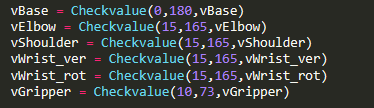 vBase = Checkvalue(0,180,vBase)
vElbow = Checkvalue(15,165,vElbow)
vShoulder = Checkvalue(15,165,vShoulder)
vWrist_ver = Checkvalue(15,165,vWrist_ver)
vWrist_rot = Checkvalue(15,165,vWrist_rot)
vGripper = Checkvalue(10,73,vGripper)